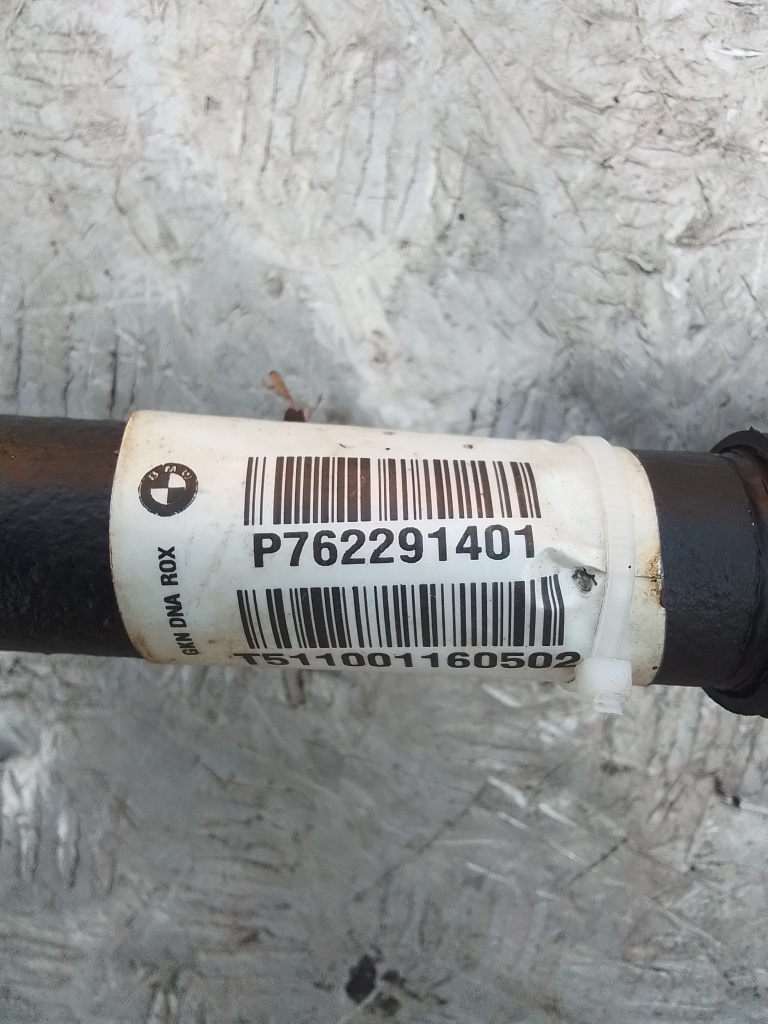 BMW
P762291401
T511001160502
GKN DNA ROX